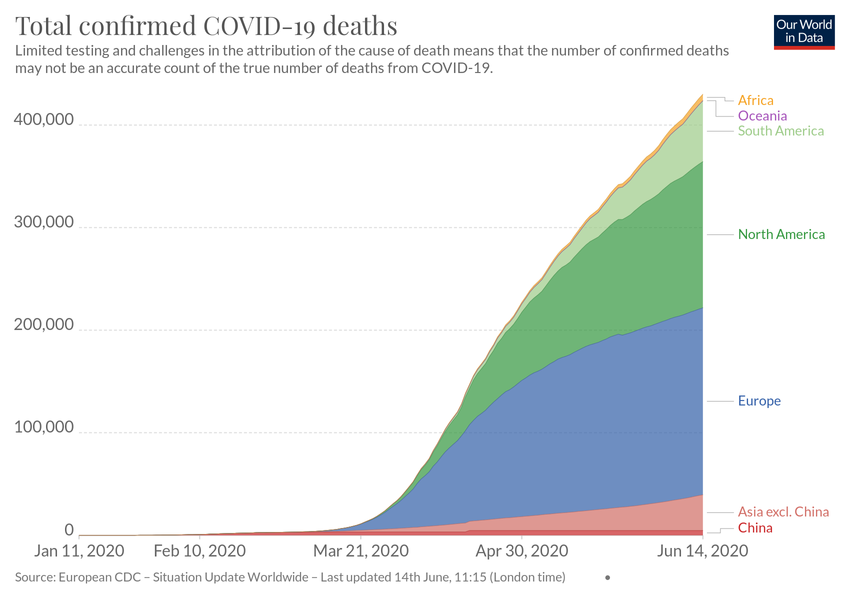 Total confirmed COVID-19 deaths
Our World
in Data
Limited testing and challenges in the attribution of the cause of death means that the number of confirmed deaths
may not be an accurate count of the true number of deaths from COVID-19.
400,000
300,000
200,000
100,000
0
Africa
Oceania
South America
North America
Europe
Asia excl. China
China
Jan 11, 2020 Feb 10, 2020 Mar 21, 2020 Apr 30, 2020 Jun 14, 2020
Source: European CDC – Situation Update Worldwide – Last updated 14th June, 11:15 (London time) •